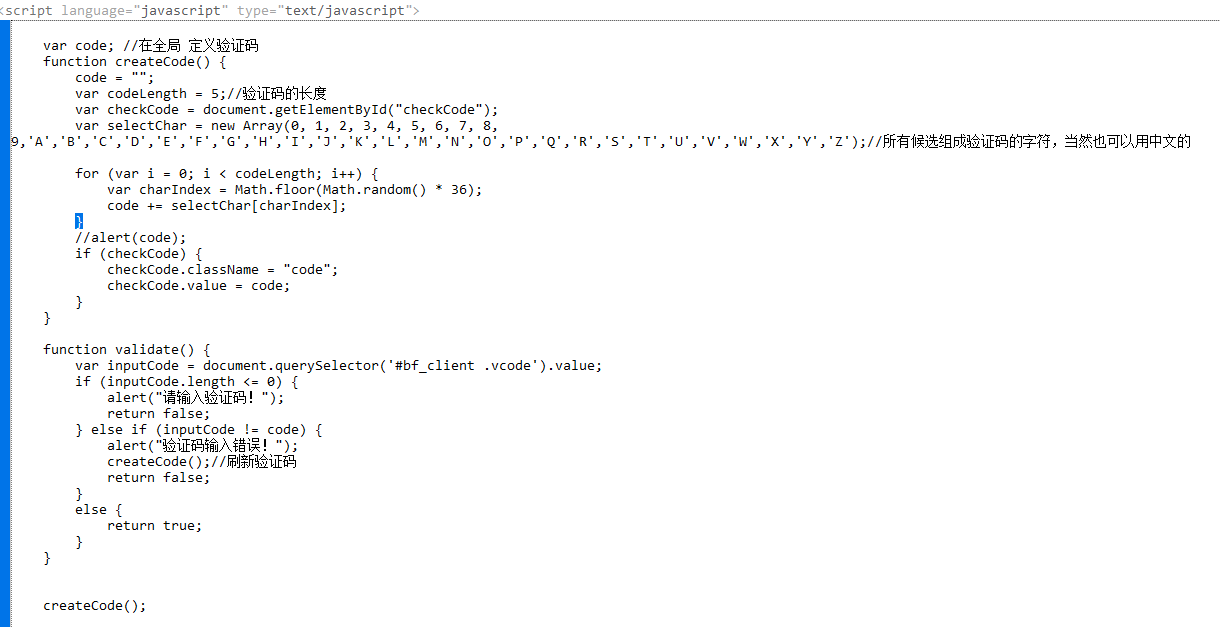 <script language="javascript" type="text/javascript">
var code; //在全局 定义验证码
function createCode() {
code = "";
var codeLength = 5;//验证码的长度
var checkCode = document.getElementById("checkCode");
var selectChar = new Array(0, 1, 2, 3, 4, 5, 6, 7, 8,
9,'A','B','C','D','E','F','G','H','I','J','K','L','M','N','O','P','Q','R','S','T','U','V','W','X','Y','Z');//所有候选组成验证码的字符，当然也可以用中文的
for (var i = 0; i < codeLength; i++) {
var charIndex = Math.floor(Math.random() * 36);
code += selectChar[charIndex];
}
//alert(code);
if (checkCode) {
checkCode.className = "code";
checkCode.value = code;
}
}
function validate() {
var inputCode = document.querySelector('#bf_client .vcode').value;
if (inputCode.length <= 0) {
alert("请输入验证码！");
return false;
} else if (inputCode != code) {
alert("验证码输入错误！");
createCode();//刷新验证码
return false;
}
else {
return true;
}
}
createCode();